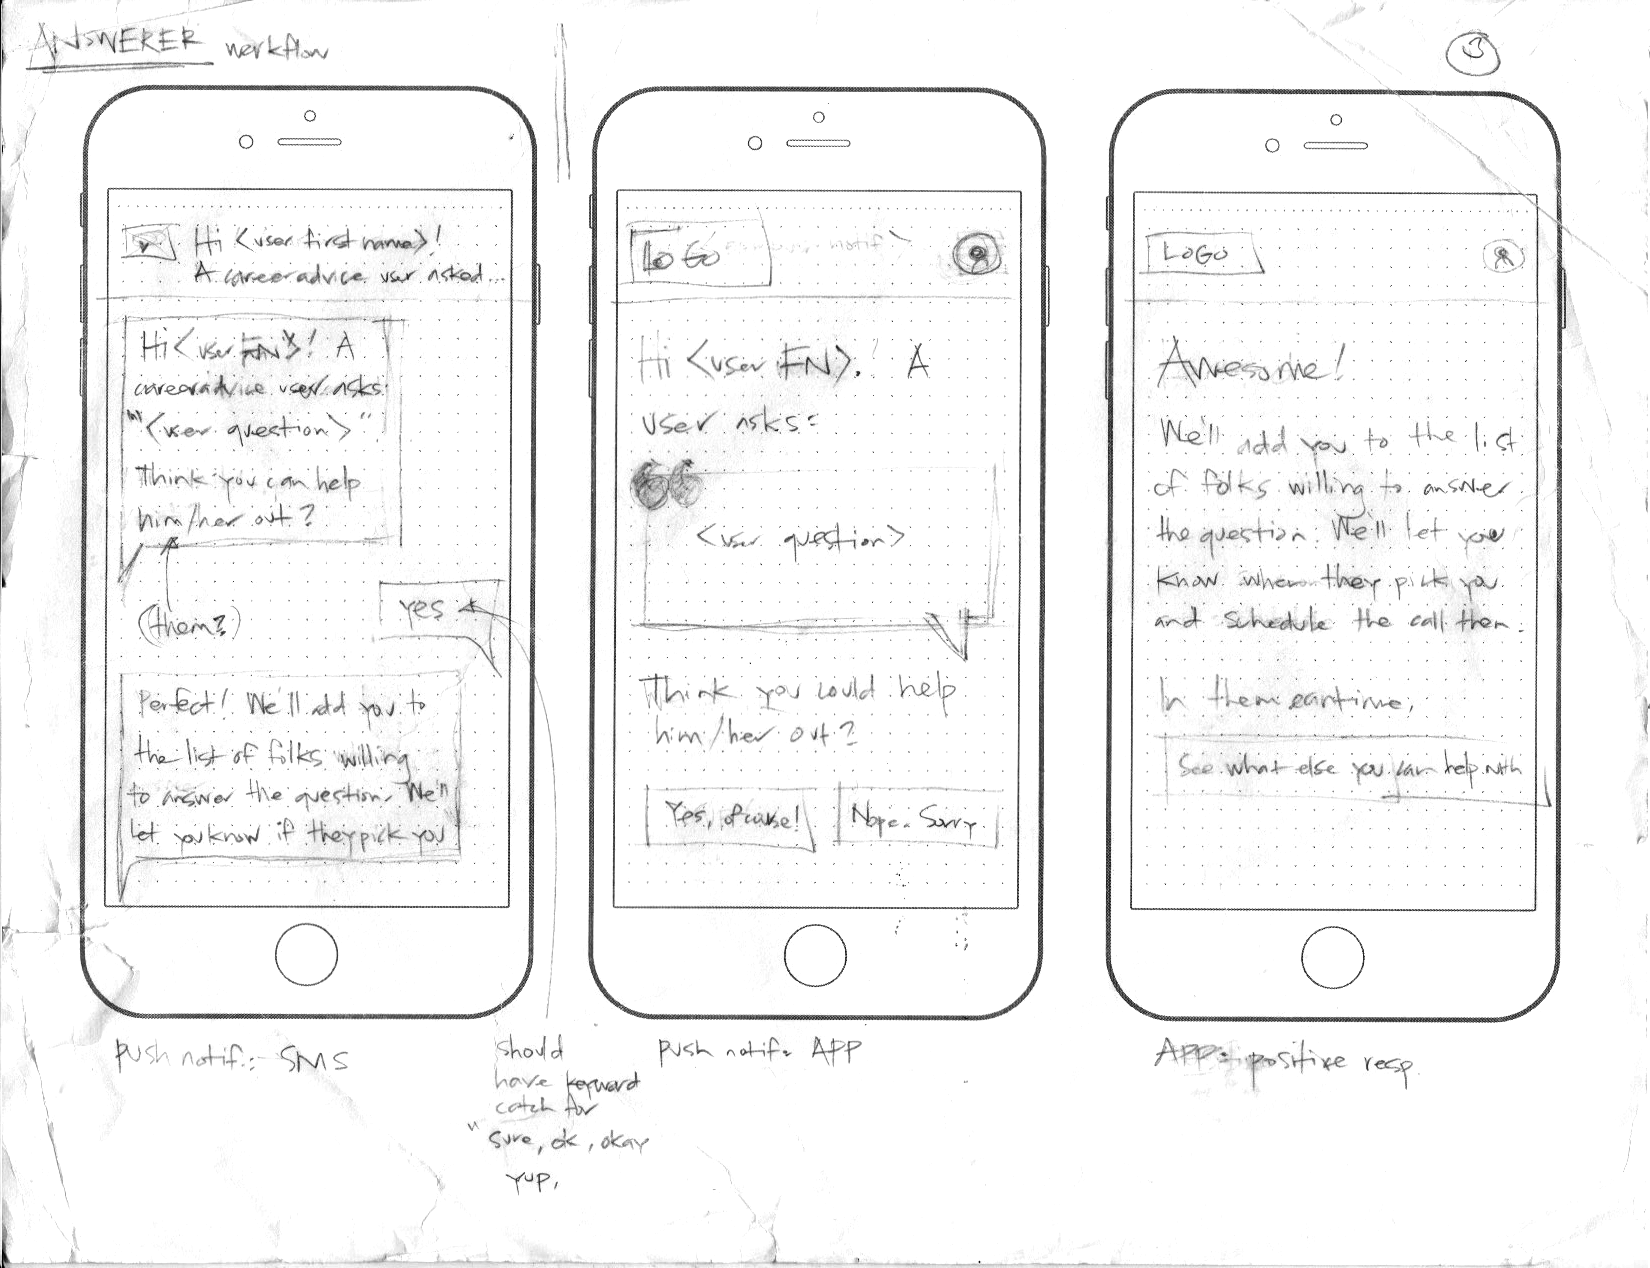 ANSWERER workflow
3
Hi <user first name>!
A career advice user asked...
Hi <user FN>! A
career advice user asks:
"<user question>"
Think you can help
him/her out?
(them?)
yes
Perfect! We'll add you to
the list of folks willing
to answer the question. We'll
let you know if they pick you
push notif.: SMS
should
have keyword
catch for
"sure, ok, okay
yup,
LOGO
Hi <user FN>. A
user asks:
<user question>
Think you could help
him/her out?
Yes, of course!
Nope. Sorry.
push notif: APP
LOGO
Awesome!
We'll add you to the list
of folks willing to answer
the question. We'll let you
know when they pick you
and schedule the call then.
In the meantime,
See what else you can help with
APP: positive resp.